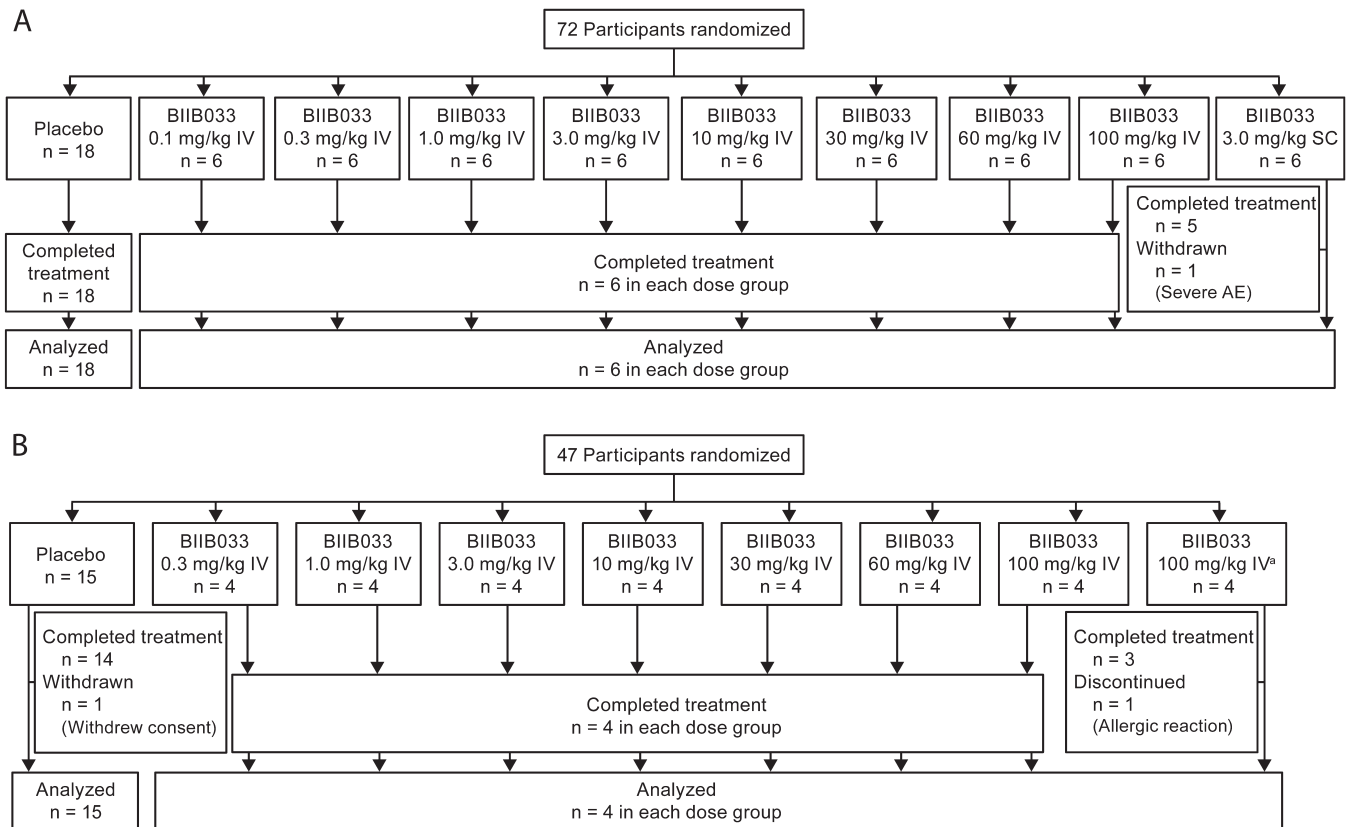 A
72 Participants randomized
Placebo
n = 18
BIIB033
0.1 mg/kg IV
n = 6
BIIB033
0.3 mg/kg IV
n = 6
BIIB033
1.0 mg/kg IV
n = 6
BIIB033
3.0 mg/kg IV
n = 6
BIIB033
10 mg/kg IV
n = 6
BIIB033
30 mg/kg IV
n = 6
BIIB033
60 mg/kg IV
n = 6
BIIB033
100 mg/kg IV
n = 6
BIIB033
3.0 mg/kg SC
n = 6
Completed
treatment
n = 18
Completed treatment
n = 6 in each dose group
Completed treatment
n = 5
Withdrawn
n = 1
(Severe AE)
Analyzed
n = 18
Analyzed
n = 6 in each dose group
B
47 Participants randomized
Placebo
n = 15
BIIB033
0.3 mg/kg IV
n = 4
BIIB033
1.0 mg/kg IV
n = 4
BIIB033
3.0 mg/kg IV
n = 4
BIIB033
10 mg/kg IV
n = 4
BIIB033
30 mg/kg IV
n = 4
BIIB033
60 mg/kg IV
n = 4
BIIB033
100 mg/kg IV
n = 4
BIIB033
100 mg/kg IVᵃ
n = 4
Completed treatment
n = 14
Withdrawn
n = 1
(Withdrew consent)
Completed treatment
n = 4 in each dose group
Completed treatment
n = 3
Discontinued
n = 1
(Allergic reaction)
Analyzed
n = 15
Analyzed
n = 4 in each dose group